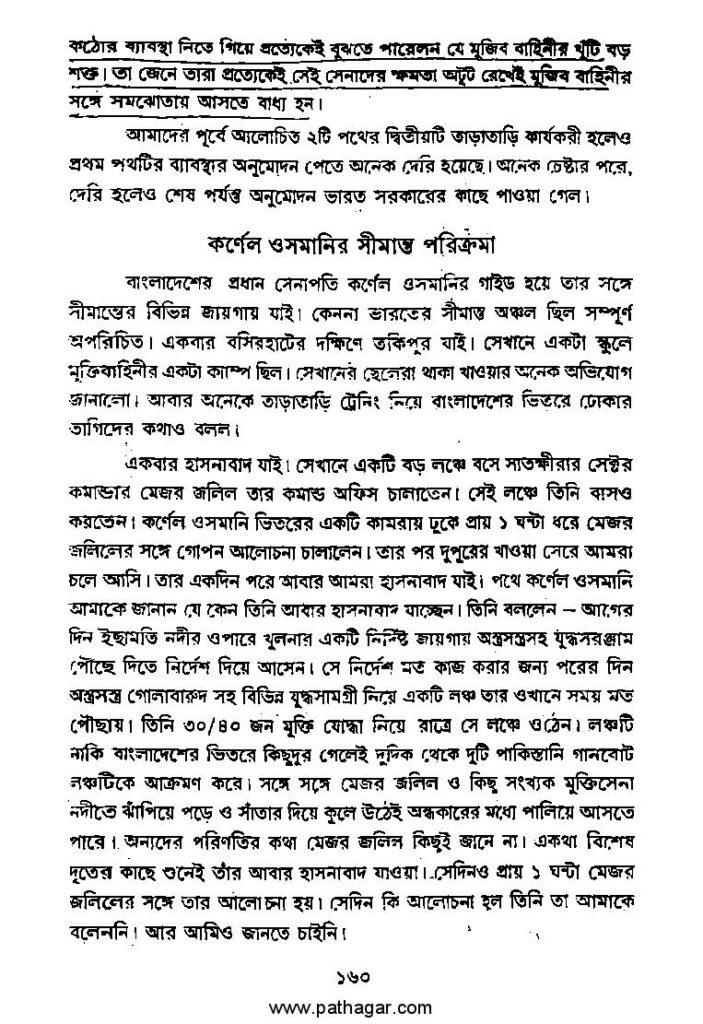 কঠোর ব্যাবস্থা নিতে গিয়ে প্রত্যেকেই বুঝতে পারেলন যে মুজিব বাহিনীর খুঁটি বড়
শক্ত। তা জেনে তারা প্রত্যেকেই সেই সেনাদের ক্ষমতা অটুট রেখেই মুজিব বাহিনীর
সঙ্গে সমঝোতায় আসতে বাধ্য হন।
আমাদের পূর্বে আলোচিত ২টি পথের দ্বিতীয়টি তাড়াতাড়ি কার্যকরী হলেও
প্রথম পথটির ব্যাবস্থার অনুমোদন পেতে অনেক দেরি হয়েছে। অনেক চেষ্টার পরে,
দেরি হলেও শেষ পর্যন্ত অনুমোদন ভারত সরকারের কাছে পাওয়া গেল।
কর্ণেল ওসমানির সীমান্ত পরিক্রমা
বাংলাদেশের প্রধান সেনাপতি কর্ণেল ওসমানির গাইড হয়ে তার সঙ্গে
সীমান্তের বিভিন্ন জায়গায় যাই। কেননা ভারতের সীমান্ত অঞ্চল ছিল সম্পূর্ণ
অপরিচিত। একবার বসিরহাটের দক্ষিণে তকিপুর যাই। সেখানে একটা স্কুলে
মুক্তিবাহিনীর একটা ক্যাম্প ছিল। সেখানের ছেলেরা থাকা খাওয়ার অনেক অভিযোগ
জানালো। আবার অনেকে তাড়াতাড়ি ট্রেনিং নিয়ে বাংলাদেশের ভিতরে ঢোকার
তাগিদের কথাও বলল।
একবার হাসনাবাদ যাই। সেখানে একটি বড় লঞ্চে বসে সাতক্ষীরার সেক্টর
কমান্ডার মেজর জলিল তার কমান্ড অফিস চালাতেন। সেই লঞ্চে তিনি বাসও
করতেন। কর্ণেল ওসমানি ভিতরের একটি কামরায় ঢুকে প্রায় ১ ঘন্টা ধরে মেজর
জলিলের সঙ্গে গোপন আলোচনা চালালেন। তার পর দুপুরের খাওয়া সেরে আমরা
চলে আসি। তার একদিন পরে আবার আমরা হাসনাবাদ যাই। পথে কর্ণেল ওসমানি
আমাকে জানান যে কেন তিনি আবার হাসনাবাদ যাচ্ছেন। তিনি বললেন – আগের
দিন ইছামতি নদীর ওপারে খুলনার একটি নির্দিষ্ট জায়গায় অস্ত্রসস্ত্রসহ যুদ্ধসরঞ্জাম
পৌঁছে দিতে নির্দেশ দিয়ে আসেন। সে নির্দেশ মত কাজ করার জন্য পরের দিন
অস্ত্রসস্ত্র গোলাবারুদ সহ বিভিন্ন যুদ্ধসামগ্রী নিয়ে একটি লঞ্চ তার ওখানে সময় মত
পৌঁছায়। তিনি ৩০/৪০ জন মুক্তি যোদ্ধা নিয়ে রাত্রে সে লঞ্চে ওঠেন। লঞ্চটি
নাকি বাংলাদেশের ভিতরে কিছুদুর গেলেই দুদিক থেকে দুটি পাকিস্তানি গানবোট
লঞ্চটিকে আক্রমণ করে। সঙ্গে সঙ্গে মেজর জলিল ও কিছু সংখ্যক মুক্তিসেনা
নদীতে ঝাঁপিয়ে পড়ে ও সাঁতার দিয়ে কূলে উঠেই অন্ধকারের মধ্যে পালিয়ে আসতে
পারে। অন্যদের পরিণতির কথা মেজর জলিল কিছুই জানে না। একথা বিশেষ
দূতের কাছে শুনেই তাঁর আবার হাসনাবাদ যাওয়া। সেদিনও প্রায় ১ ঘন্টা মেজর
জলিলের সঙ্গে তার আলোচনা হয়। সেদিন কি আলোচনা হল তিনি তা আমাকে
বলেননি। আর আমিও জানতে চাইনি।
১৬০
www.pathagar.com